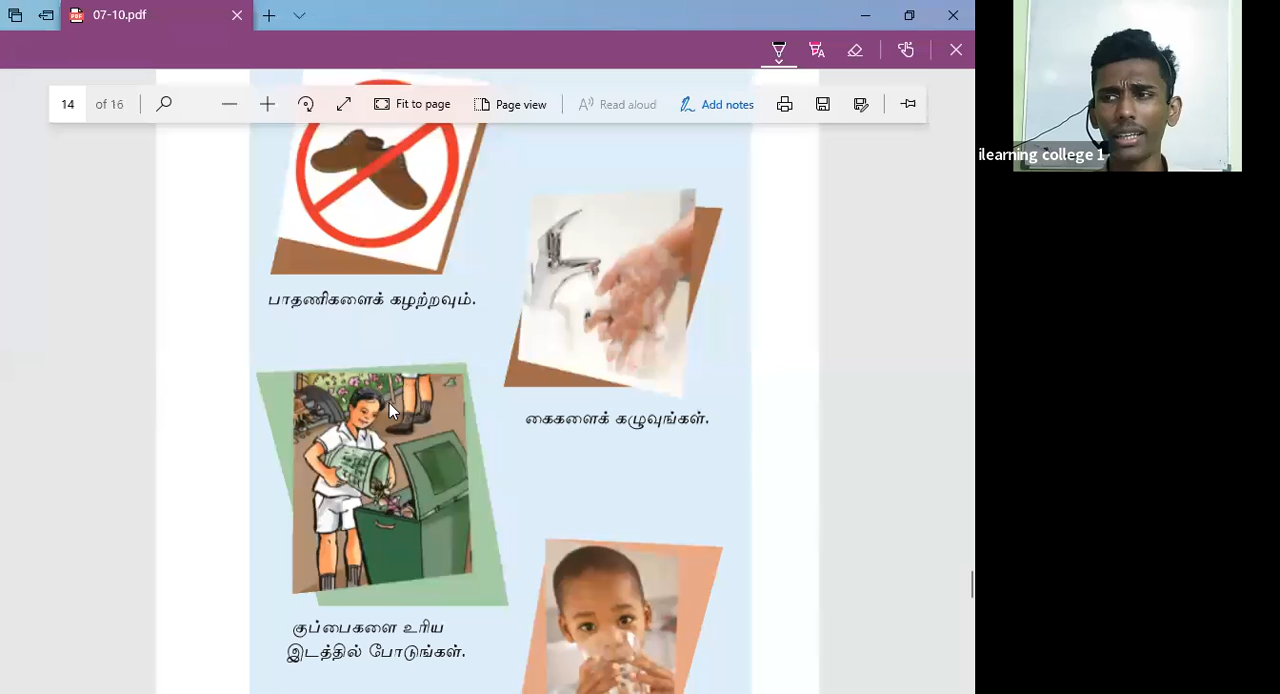 07-10.pdf
14 of 16
Fit to page
Page view
Read aloud
Add notes
ilearning college 1
பாதணிகளைக் கழற்றவும்.
கைகளைக் கழுவுங்கள்.
குப்பைகளை உரிய
இடத்தில் போடுங்கள்.